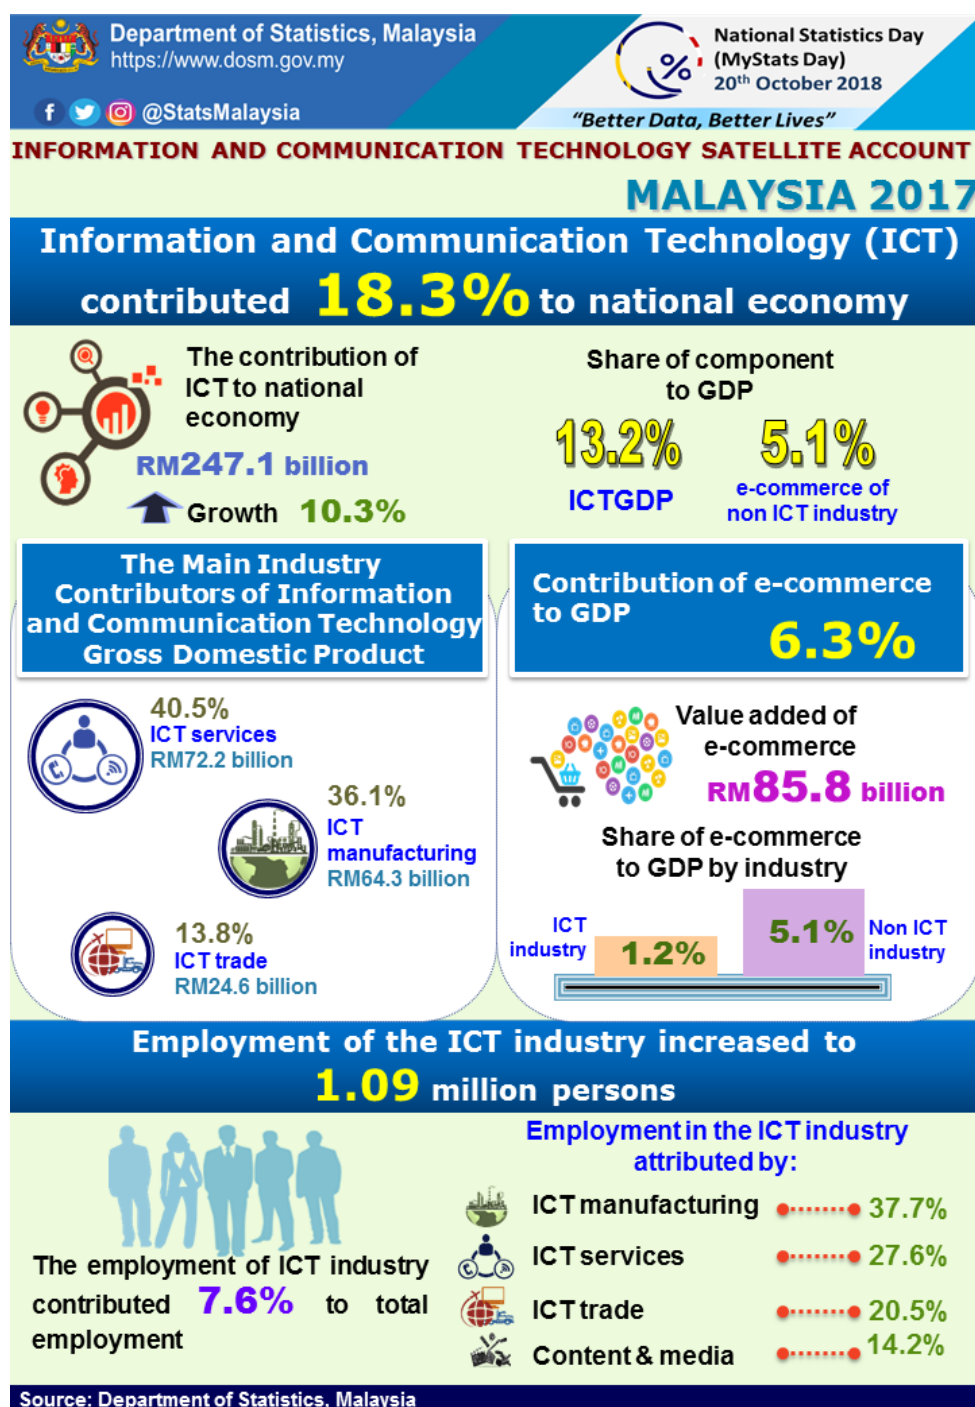 Department of Statistics, Malaysia
https://www.dosm.gov.my
@StatsMalaysia
National Statistics Day
(MyStats Day)
20th October 2018
"Better Data, Better Lives"
INFORMATION AND COMMUNICATION TECHNOLOGY SATELLITE ACCOUNT
MALAYSIA 2017
Information and Communication Technology (ICT)
contributed 18.3% to national economy
The contribution of
ICT to national
economy
RM247.1 billion
Growth 10.3%
Share of component
to GDP
13.2%
ICTGDP
5.1%
e-commerce of
non ICT industry
The Main Industry
Contributors of Information
and Communication Technology
Gross Domestic Product
40.5%
ICT services
RM72.2 billion
36.1%
ICT
manufacturing
RM64.3 billion
13.8%
ICT trade
RM24.6 billion
Contribution of e-commerce
to GDP
6.3%
Value added of
e-commerce
RM85.8 billion
Share of e-commerce
to GDP by industry
ICT
industry
1.2%
5.1%
Non ICT
industry
Employment of the ICT industry increased to
1.09 million persons
The employment of ICT industry
contributed 7.6% to total
employment
Employment in the ICT industry
attributed by:
ICT manufacturing 37.7%
ICT services 27.6%
ICT trade 20.5%
Content & media 14.2%
Source: Department of Statistics, Malaysia